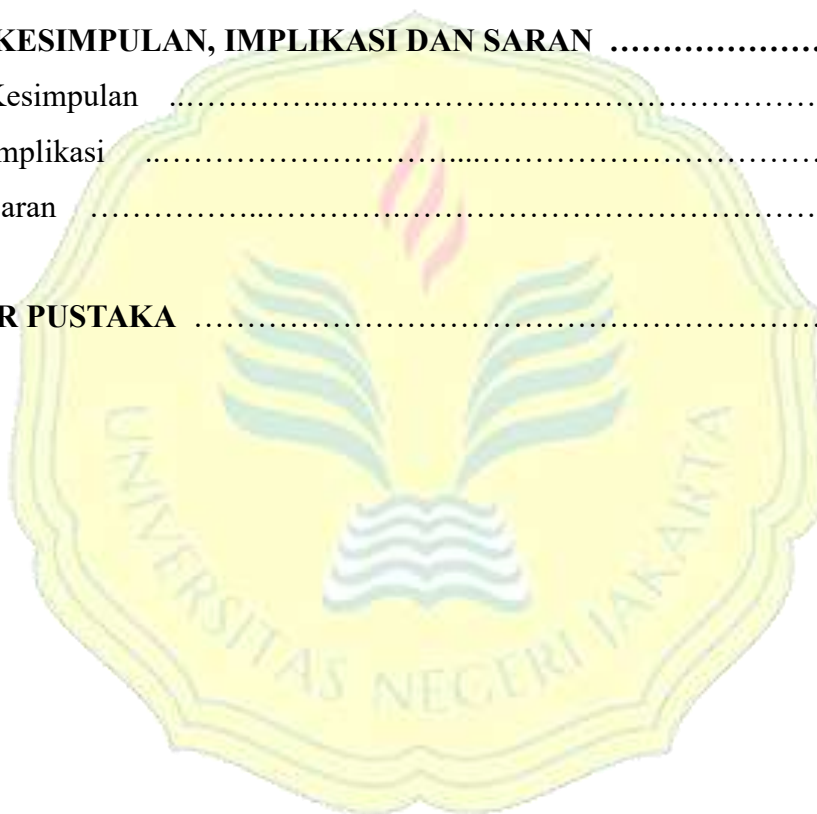 KESIMPULAN, IMPLIKASI DAN SARAN ………………….
Kesimpulan ..…………..….…………………………………………
mplikasi ..………………………....…………………………………
aran ……………..…………….……………………………………….
R PUSTAKA …………………………………………………………….
UNIVERSITAS NEGERI JAKARTA